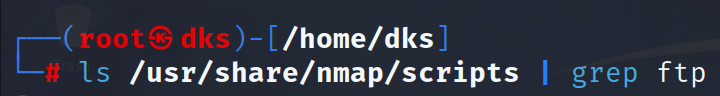 ┌──(root㉿dks)-[/home/dks]
└─# ls /usr/share/nmap/scripts | grep ftp